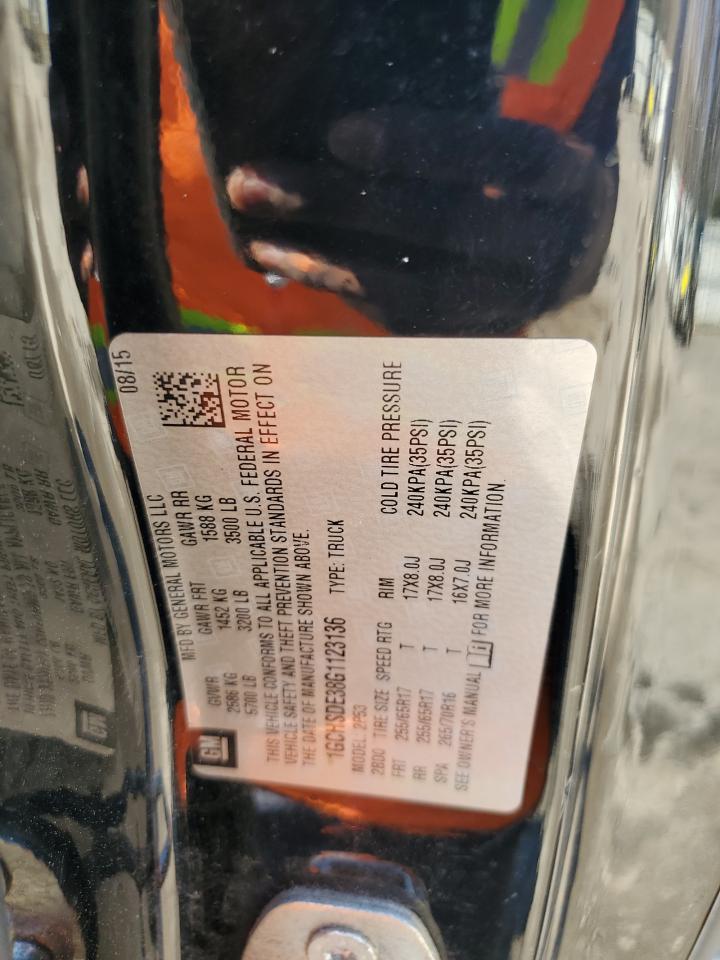 MFD BY GENERAL MOTORS LLC
08/15
GM
GVWR GAWR FRT GAWR RR
2586 KG 1452 KG 1588 KG
5700 LB 3200 LB 3500 LB
THIS VEHICLE CONFORMS TO ALL APPLICABLE U.S. FEDERAL MOTOR
VEHICLE SAFETY AND THEFT PREVENTION STANDARDS IN EFFECT ON
THE DATE OF MANUFACTURE SHOWN ABOVE.
1GCHSDE38G1123136 TYPE: TRUCK
MODEL: 2P53
2800 TIRE SIZE SPEED RTG RIM COLD TIRE PRESSURE
FRT 255/65R17 T 17X8.0J 240KPA(35PSI)
RR 255/65R17 T 17X8.0J 240KPA(35PSI)
SPA 265/70R16 T 16X7.0J 240KPA(35PSI)
SEE OWNER'S MANUAL FOR MORE INFORMATION.